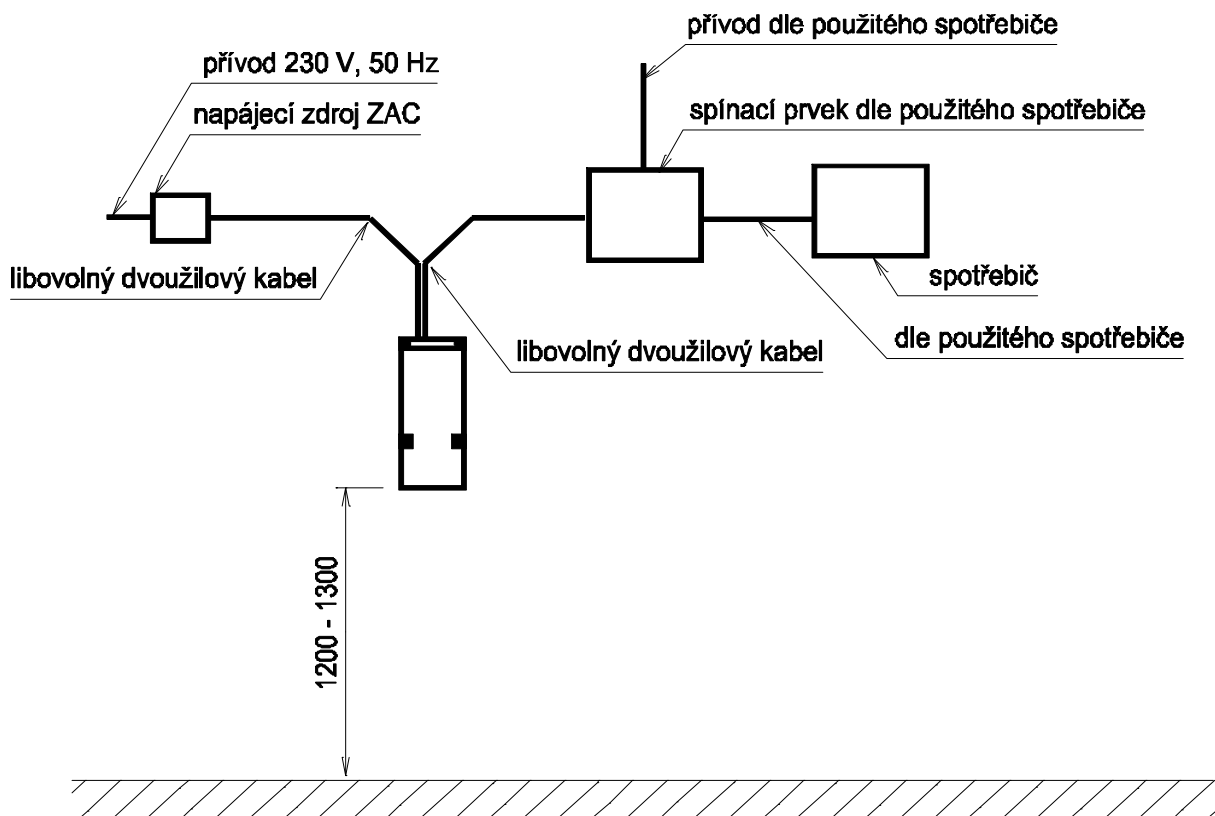 přívod dle použitého spotřebiče
přívod 230 V, 50 Hz
napájecí zdroj ZAC
spínací prvek dle použitého spotřebiče
libovolný dvoužilový kabel
spotřebič
libovolný dvoužilový kabel
dle použitého spotřebiče
1200 - 1300